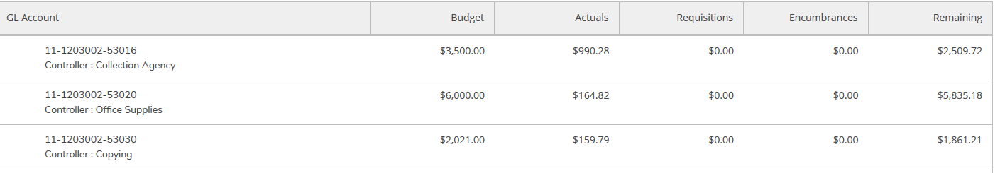 GL Account Budget Actuals Requisitions Encumbrances Remaining
11-1203002-53016 $3,500.00 $990.28 $0.00 $0.00 $2,509.72
Controller : Collection Agency
11-1203002-53020 $6,000.00 $164.82 $0.00 $0.00 $5,835.18
Controller : Office Supplies
11-1203002-53030 $2,021.00 $159.79 $0.00 $0.00 $1,861.21
Controller : Copying